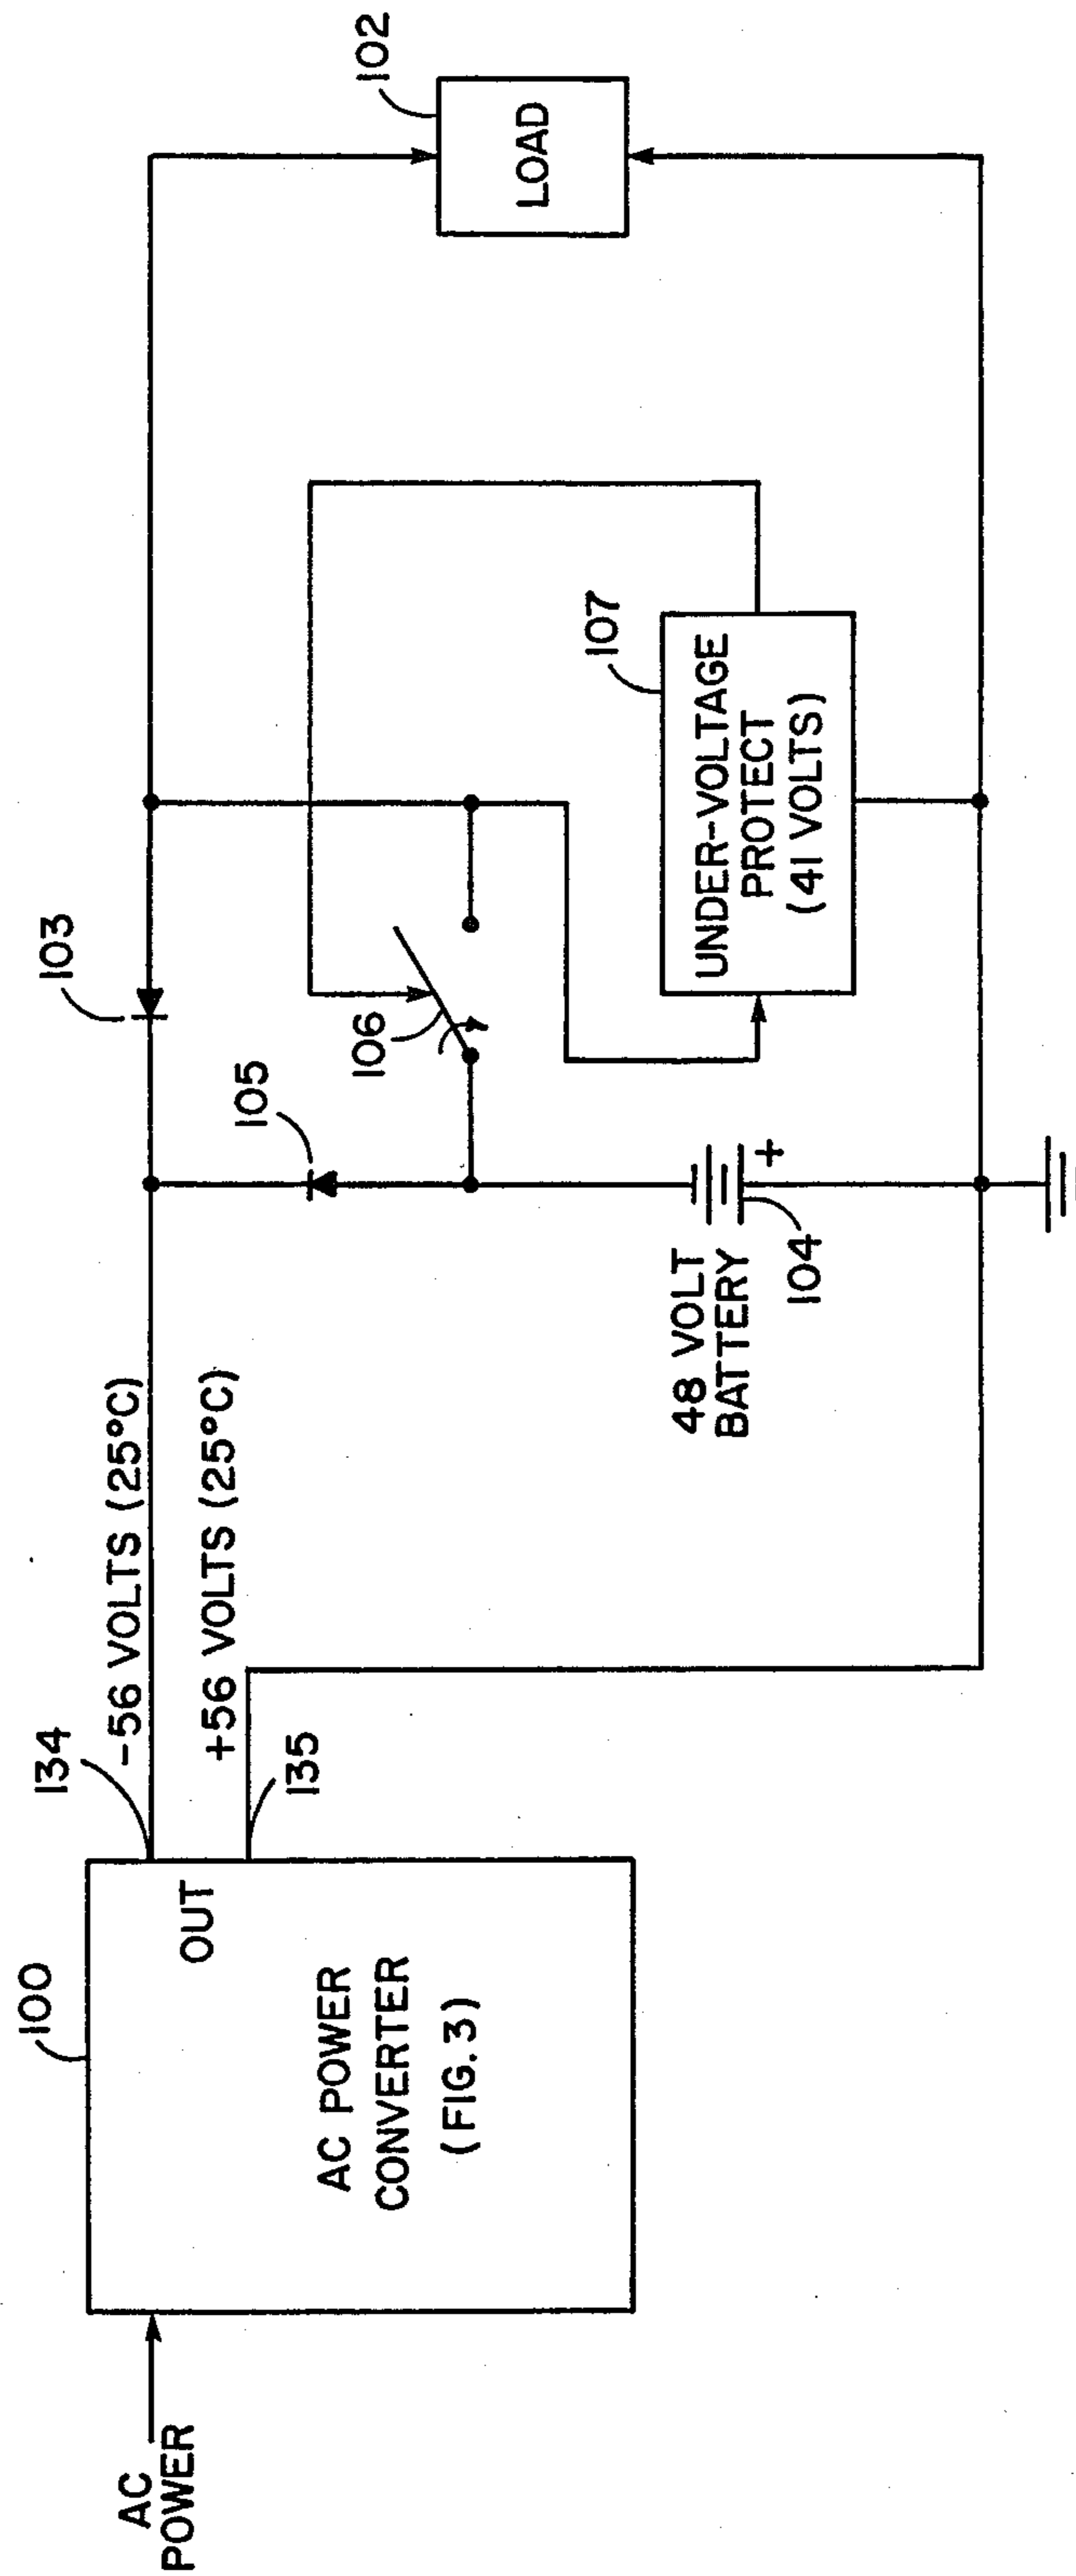 AC
POWER
100
OUT
AC POWER
CONVERTER
(FIG. 3)
134
-56 VOLTS (25°C)
+56 VOLTS (25°C)
135
48 VOLT
BATTERY
104
+
105
103
106
107
UNDER-VOLTAGE
PROTECT
(41 VOLTS)
102
LOAD